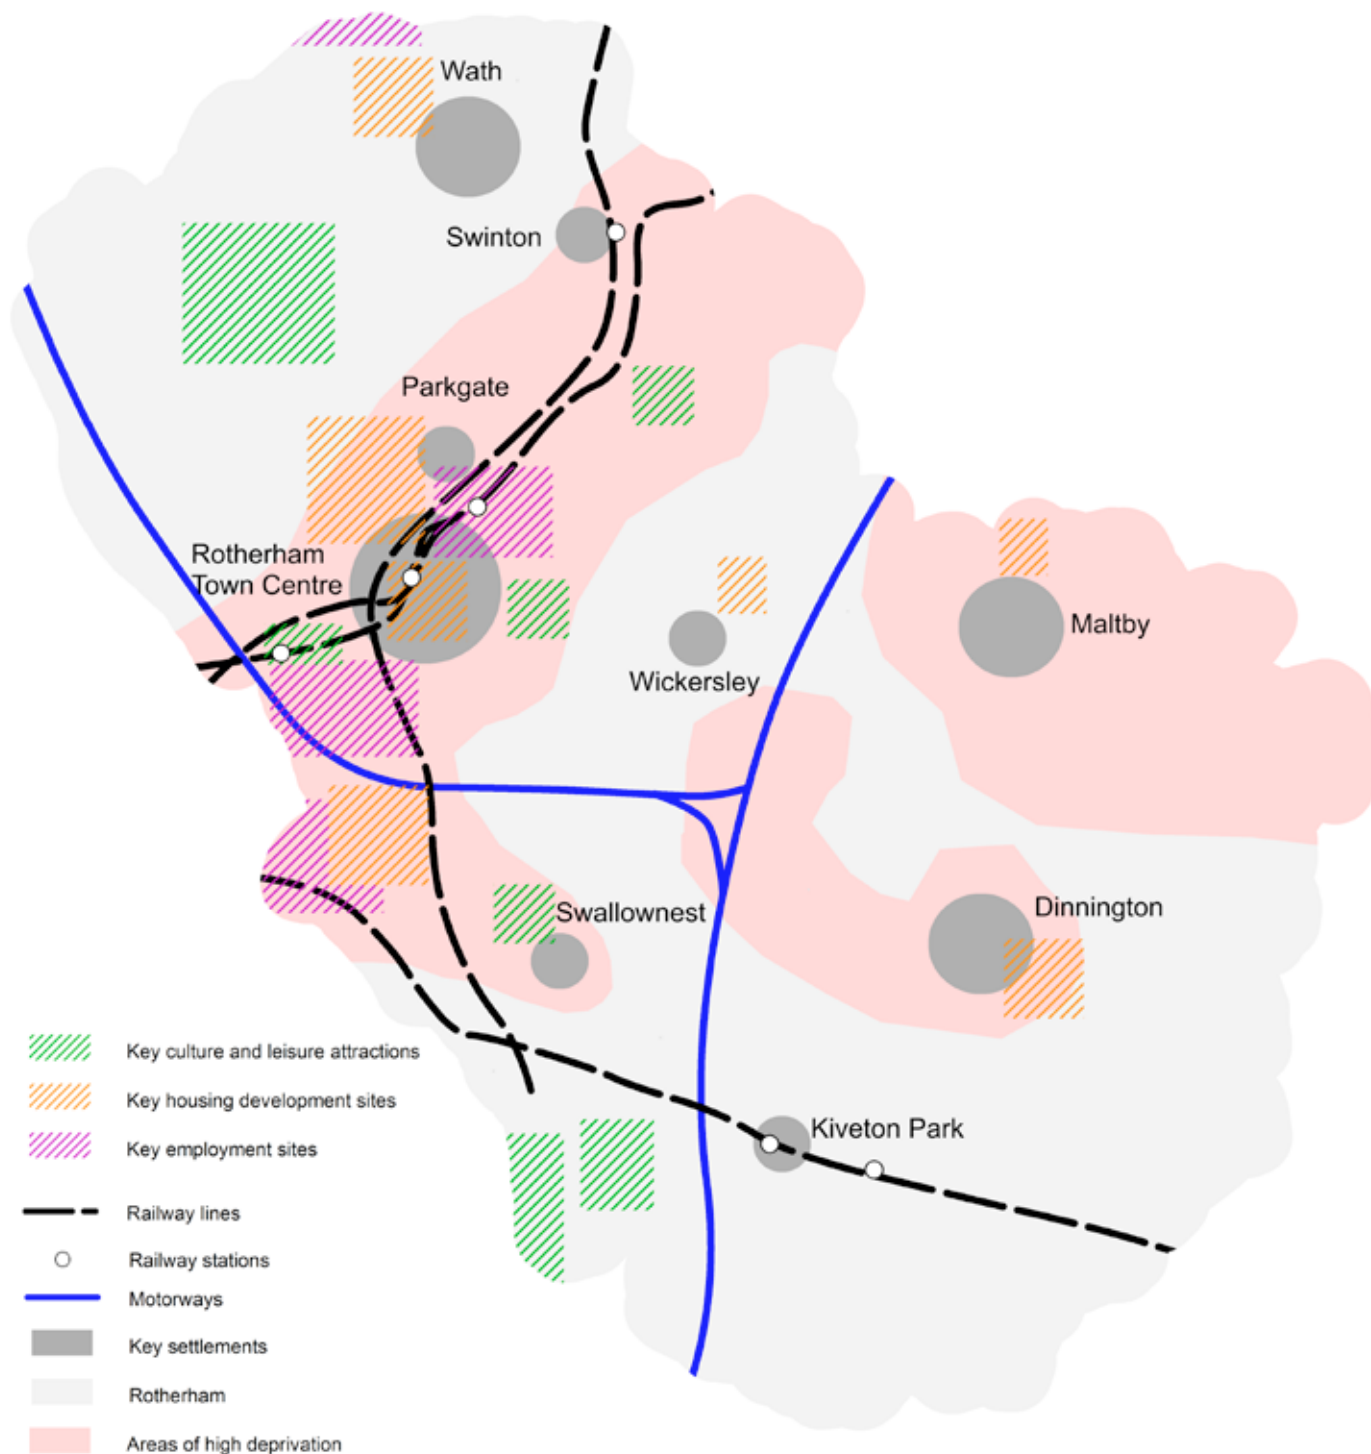 Wath
Swinton
Parkgate
Rotherham
Town Centre
Wickersley
Maltby
Swallownest
Dinnington
Kiveton Park
Key culture and leisure attractions
Key housing development sites
Key employment sites
Railway lines
Railway stations
Motorways
Key settlements
Rotherham
Areas of high deprivation